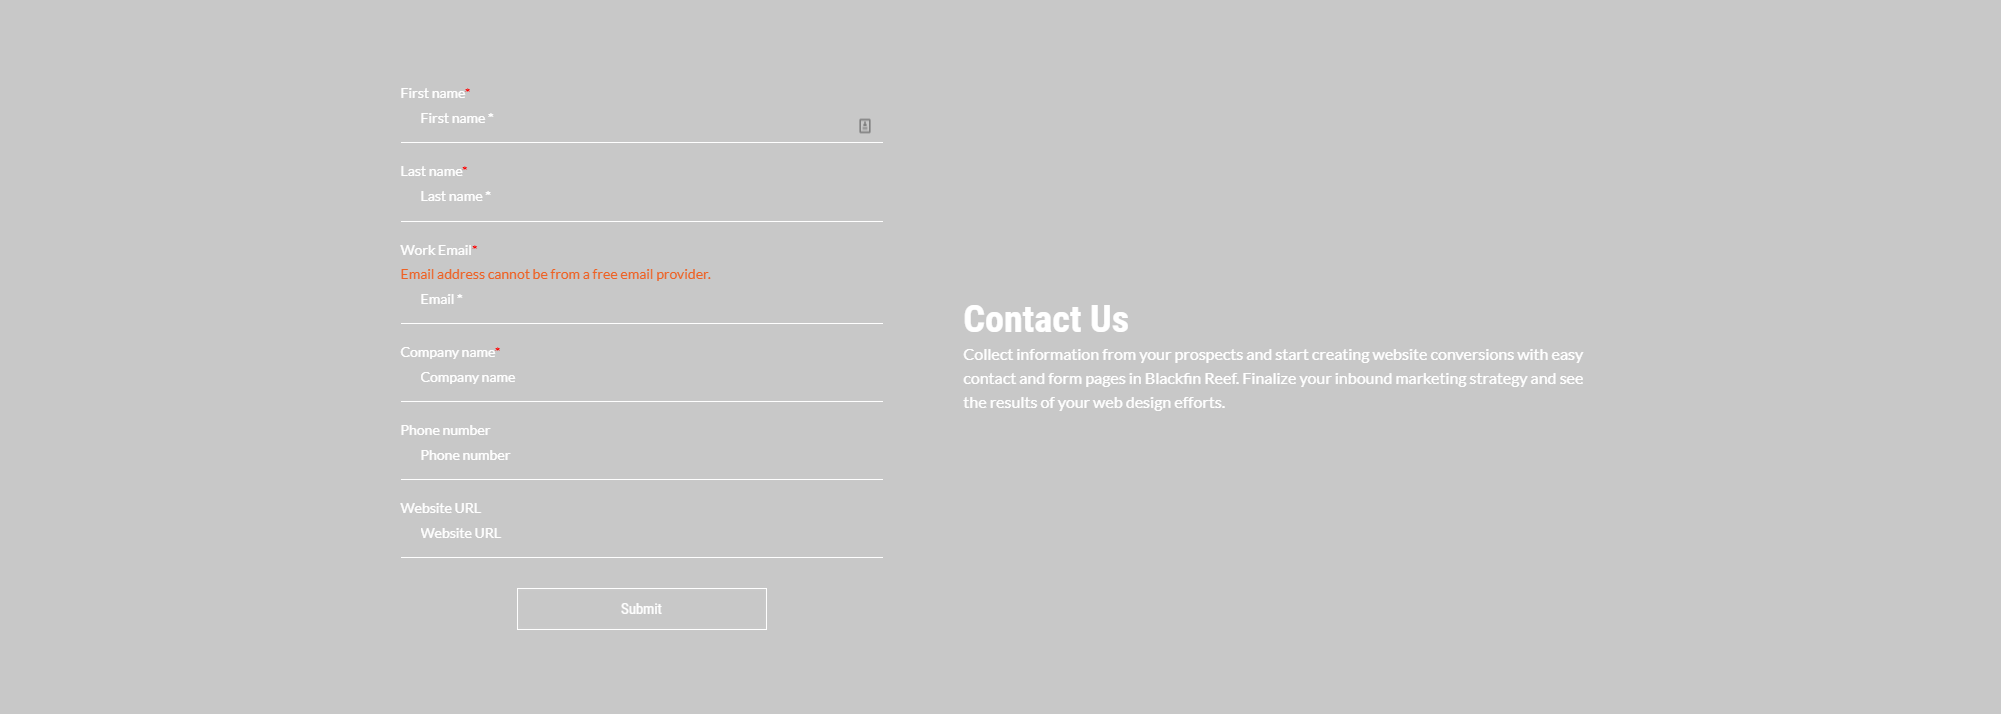 First name*
First name *
Last name*
Last name *
Work Email*
Email address cannot be from a free email provider.
Email *
Company name*
Company name
Phone number
Phone number
Website URL
Website URL
Submit
Contact Us
Collect information from your prospects and start creating website conversions with easy
contact and form pages in Blackfin Reef. Finalize your inbound marketing strategy and see
the results of your web design efforts.